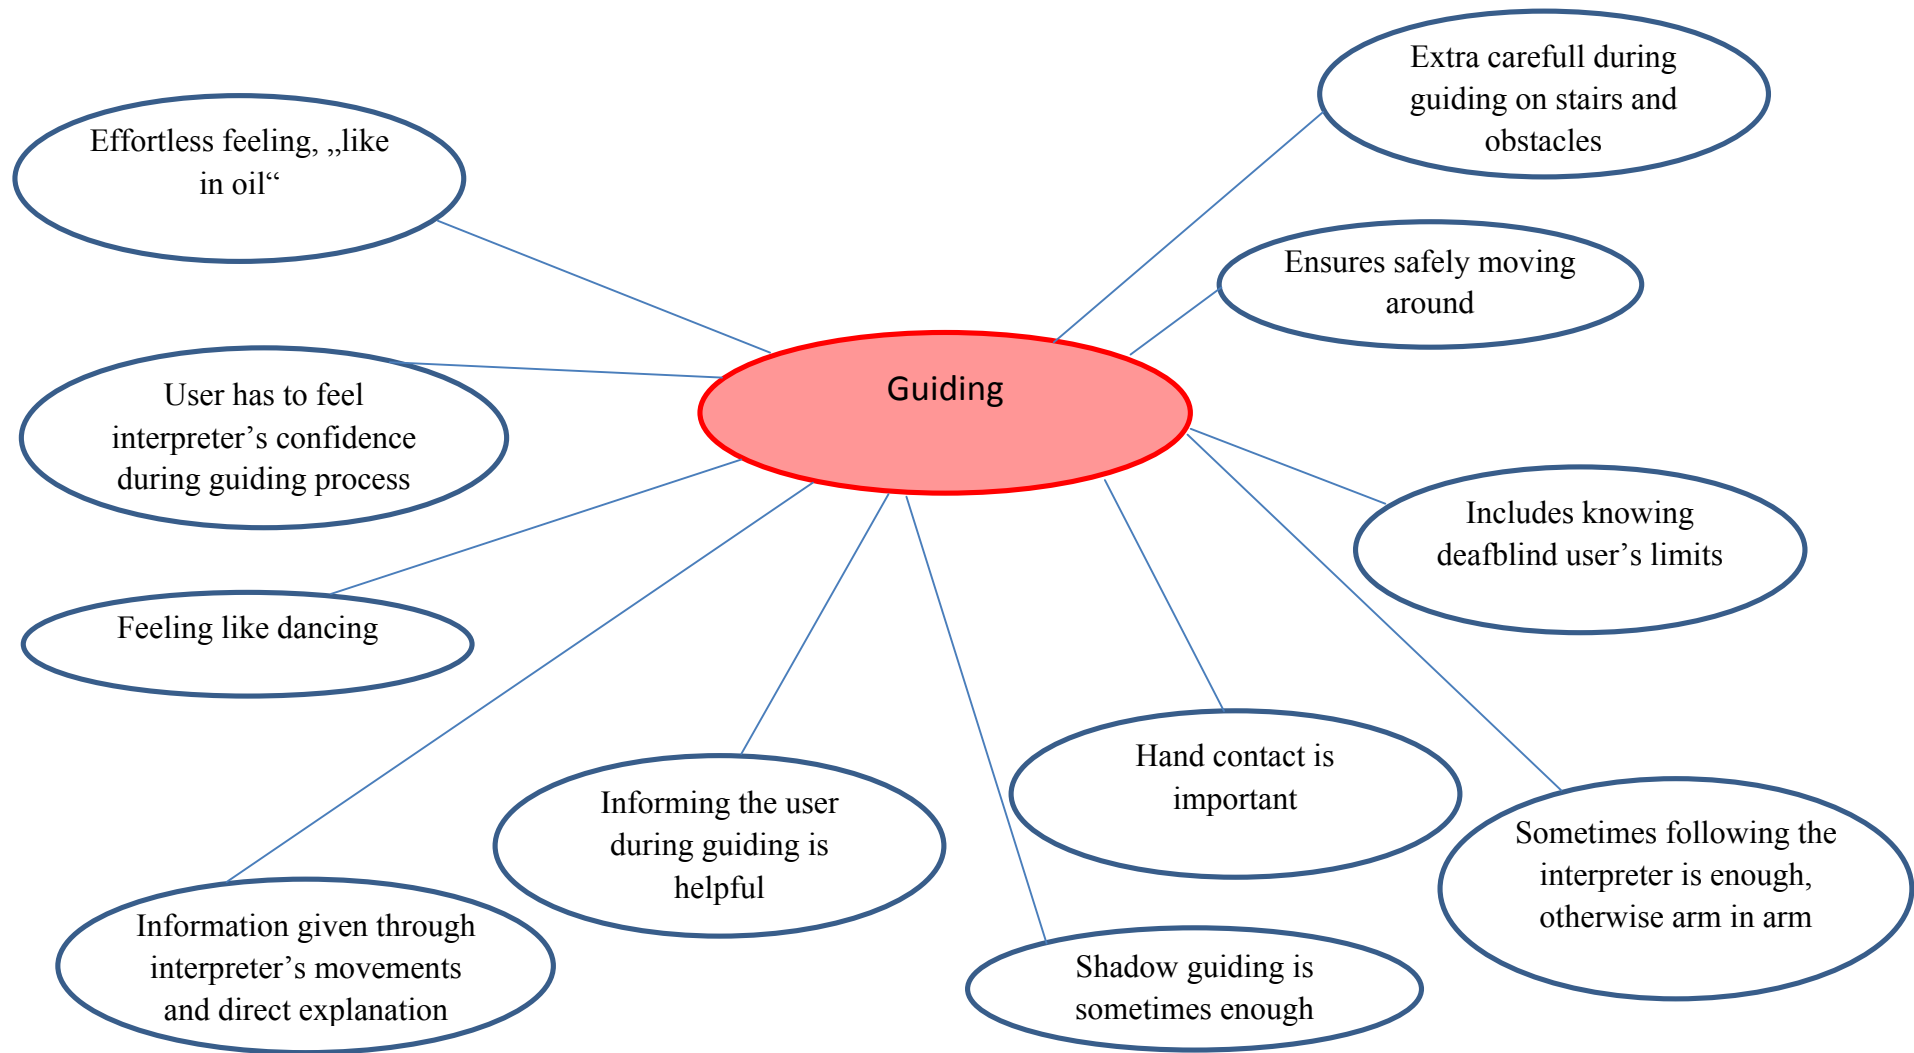 Extra carefull during
guiding on stairs and
obstacles
Effortless feeling, „like
in oil“
Ensures safely moving
around
Guiding
User has to feel
interpreter’s confidence
during guiding process
Includes knowing
deafblind user’s limits
Feeling like dancing
Hand contact is
important
Informing the user
during guiding is
helpful
Sometimes following the
interpreter is enough,
otherwise arm in arm
Information given through
interpreter’s movements
and direct explanation
Shadow guiding is
sometimes enough